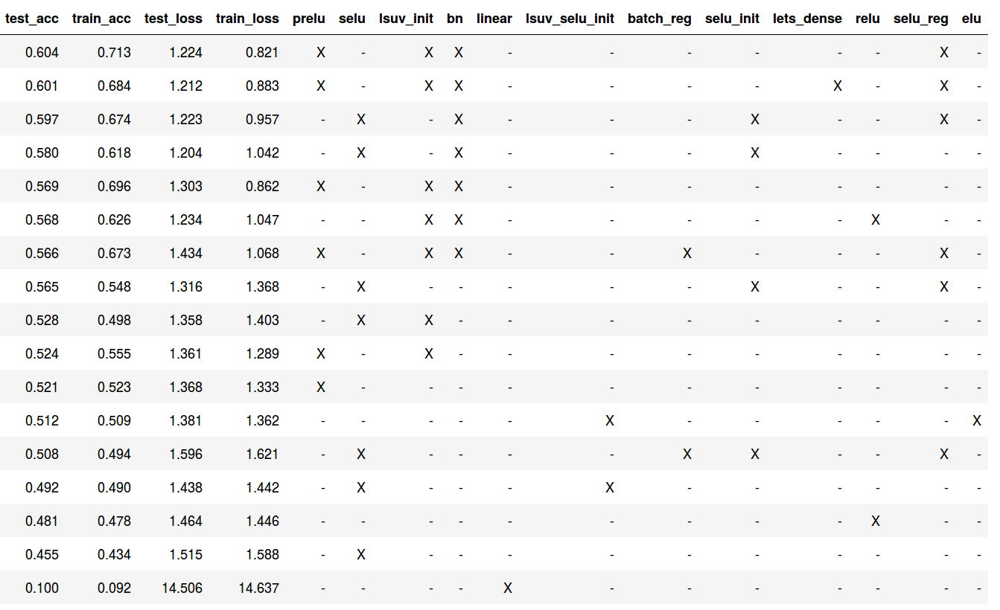 test_acc train_acc test_loss train_loss prelu selu lsuv_init bn linear lsuv_selu_init batch_reg selu_init lets_dense relu selu_reg elu
0.604 0.713 1.224 0.821 X - X X - - - - - - X -
0.601 0.684 1.212 0.883 X - X X - - - - X - X -
0.597 0.674 1.223 0.957 - X - X - - - X - - X -
0.580 0.618 1.204 1.042 - X - X - - - X - - - -
0.569 0.696 1.303 0.862 X - X X - - - - - - - -
0.568 0.626 1.234 1.047 - - X X - - - - - X - -
0.566 0.673 1.434 1.068 X - X X - - X - - - X -
0.565 0.548 1.316 1.368 - X - - - - - X - - X -
0.528 0.498 1.358 1.403 - X X - - - - - - - - -
0.524 0.555 1.361 1.289 X - X - - - - - - - - -
0.521 0.523 1.368 1.333 X - - - - - - - - - - -
0.512 0.509 1.381 1.362 - - - - - X - - - - - X
0.508 0.494 1.596 1.621 - X - - - - X X - - X -
0.492 0.490 1.438 1.442 - X - - - X - - - - - -
0.481 0.478 1.464 1.446 - - - - - - - - - X - -
0.455 0.434 1.515 1.588 - X - - - - - - - - - -
0.100 0.092 14.506 14.637 - - - - X - - - - - - -